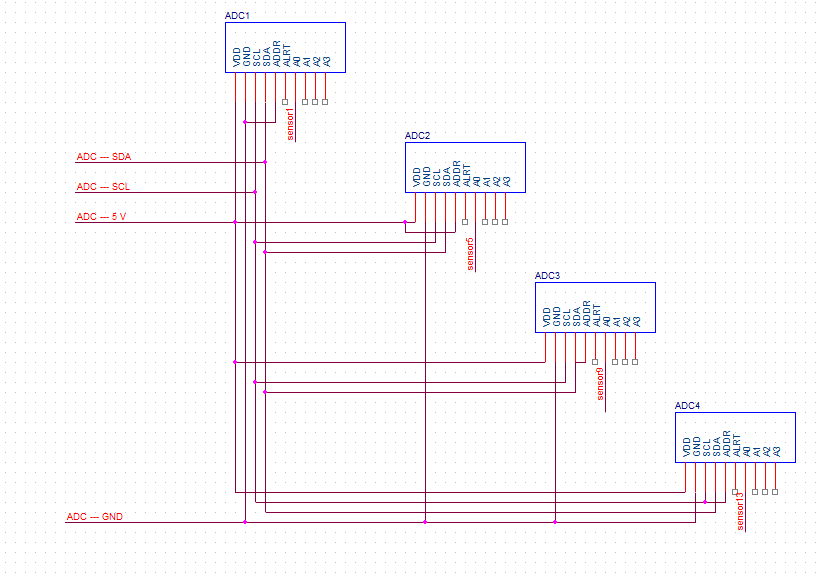 ADC1
VDD GND SCL SDA ADDR ALRT A0 A1 A2 A3
sensor1
ADC2
ADC --- SDA
VDD GND SCL SDA ADDR ALRT A0 A1 A2 A3
ADC --- SCL
ADC --- 5 V
sensor5
ADC3
VDD GND SCL SDA ADDR ALRT A0 A1 A2 A3
sensor9
ADC4
VDD GND SCL SDA ADDR ALRT A0 A1 A2 A3
sensor13
ADC --- GND